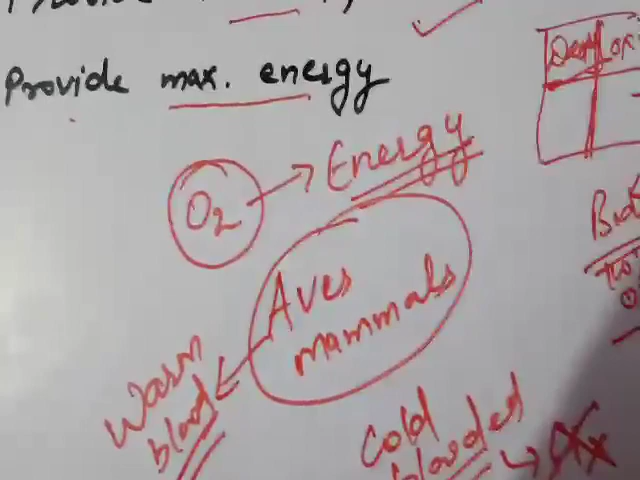 Provide max. energy
O2 → Energy
Aves
mammals
Warm
blood
Cold
blooded